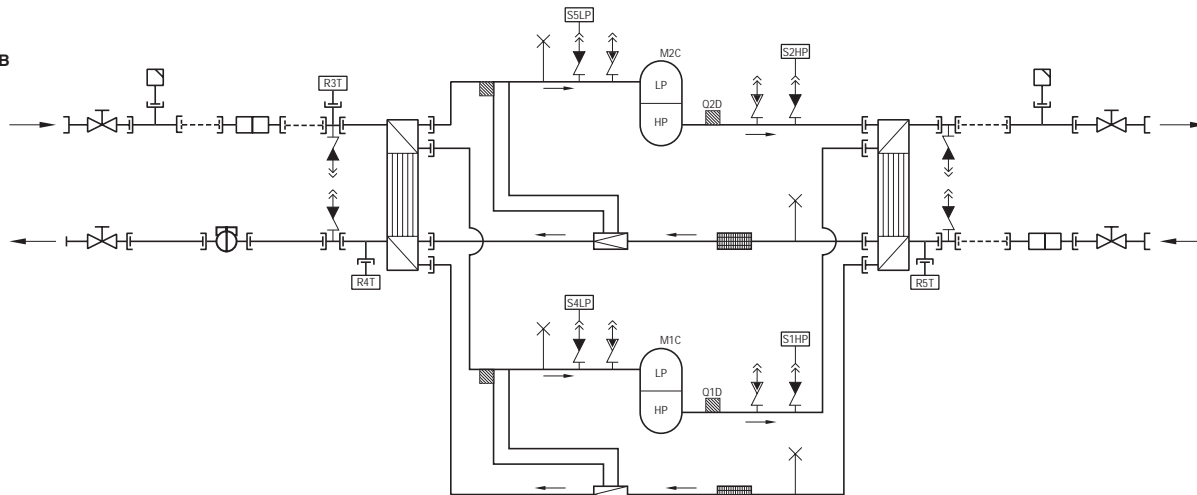 S5LP
M2C
S2HP
B
R3T
LP
Q2D
HP
R4T
R5T
S4LP
M1C
S1HP
LP
Q1D
HP